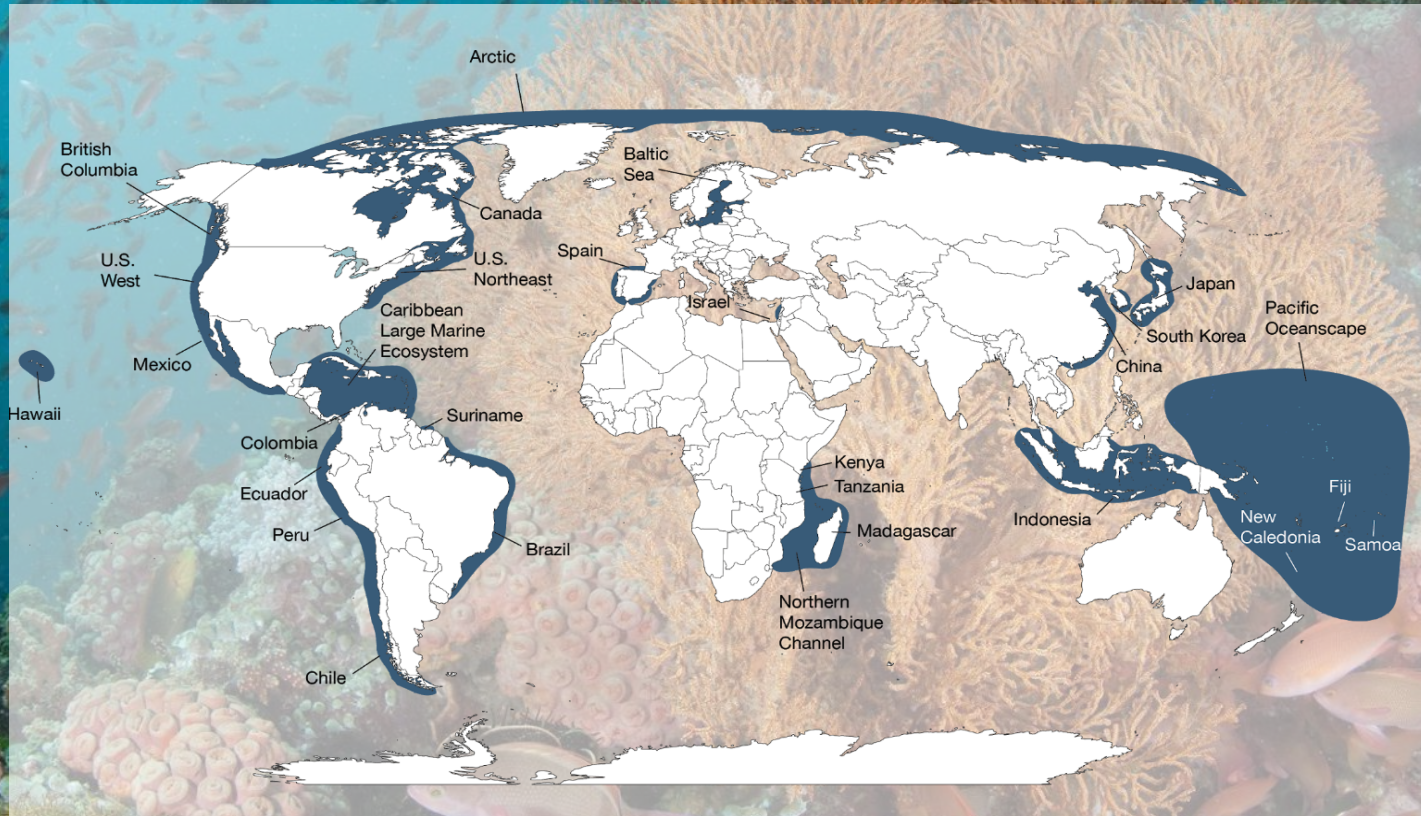 Arctic
British
Columbia
Baltic
Sea
Canada
U.S.
West
Spain
U.S.
Northeast
Israel
Japan
Caribbean
Large Marine
Ecosystem
Pacific
Oceanscape
South Korea
Mexico
China
Hawaii
Suriname
Colombia
Kenya
Ecuador
Tanzania
Fiji
Peru
Indonesia
New
Caledonia
Samoa
Madagascar
Brazil
Northern
Mozambique
Channel
Chile